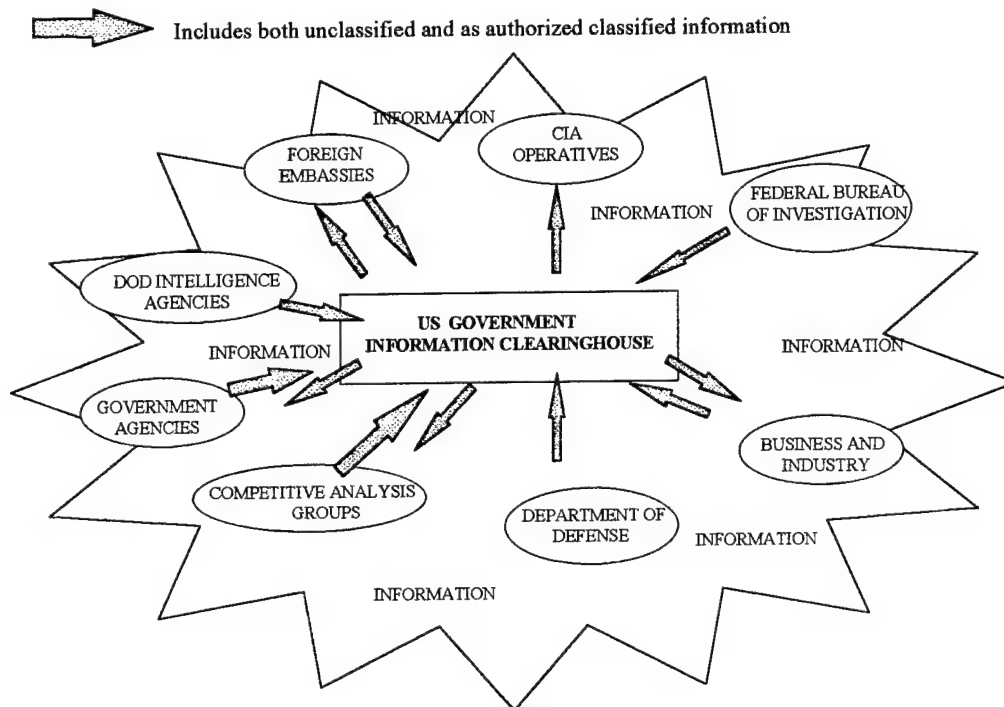 Includes both unclassified and as authorized classified information
INFORMATION
CIA
OPERATIVES
FOREIGN
EMBASSIES
FEDERAL BUREAU
OF INVESTIGATION
INFORMATION
DOD INTELLIGENCE
AGENCIES
US GOVERNMENT
INFORMATION CLEARINGHOUSE
INFORMATION
INFORMATION
GOVERNMENT
AGENCIES
BUSINESS AND
INDUSTRY
COMPETITIVE ANALYSIS
GROUPS
DEPARTMENT OF
DEFENSE
INFORMATION
INFORMATION